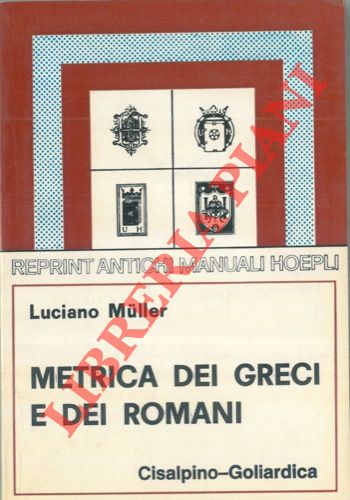 U H
REPRINT ANTICHI MANUALI HOEPLI
Luciano Müller
METRICA DEI GRECI
E DEI ROMANI
Cisalpino–Goliardica
LIBRERIA PIANI